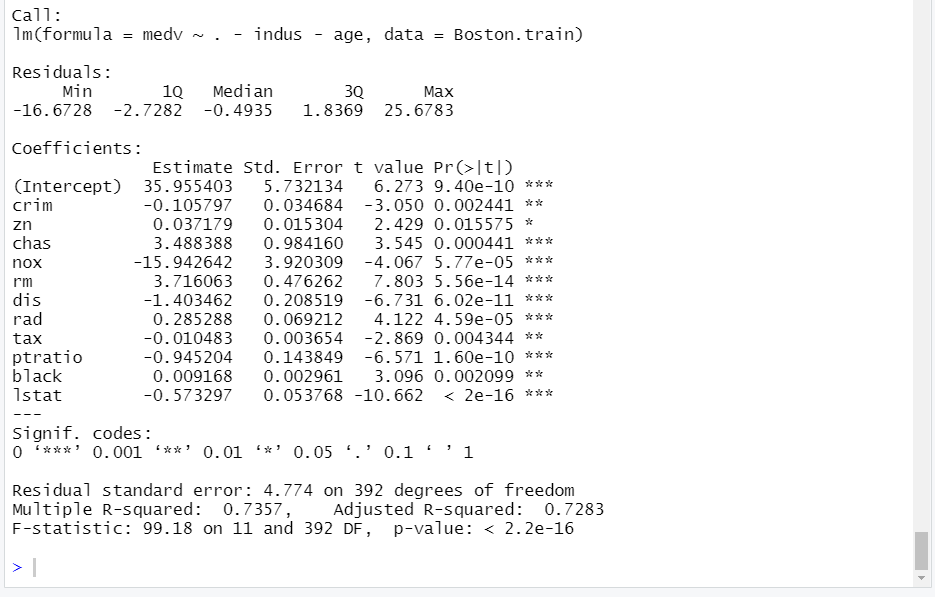 Call:
lm(formula = medv ~ . - indus - age, data = Boston.train)
Residuals:
     Min       1Q   Median       3Q      Max
-16.6728  -2.7282  -0.4935   1.8369  25.6783
Coefficients:
              Estimate Std. Error t value Pr(>|t|)
(Intercept)  35.955403   5.732134   6.273 9.40e-10 ***
crim         -0.105797   0.034684  -3.050 0.002441 **
zn            0.037179   0.015304   2.429 0.015575 *
chas          3.488388   0.984160   3.545 0.000441 ***
nox         -15.942642   3.920309  -4.067 5.77e-05 ***
rm            3.716063   0.476262   7.803 5.56e-14 ***
dis          -1.403462   0.208519  -6.731 6.02e-11 ***
rad           0.285288   0.069212   4.122 4.59e-05 ***
tax          -0.010483   0.003654  -2.869 0.004344 **
ptratio      -0.945204   0.143849  -6.571 1.60e-10 ***
black         0.009168   0.002961   3.096 0.002099 **
lstat        -0.573297   0.053768 -10.662  < 2e-16 ***
---
Signif. codes:
0 ‘***’ 0.001 ‘**’ 0.01 ‘*’ 0.05 ‘.’ 0.1 ‘ ’ 1
Residual standard error: 4.774 on 392 degrees of freedom
Multiple R-squared:  0.7357,    Adjusted R-squared:  0.7283
F-statistic: 99.18 on 11 and 392 DF,  p-value: < 2.2e-16
>